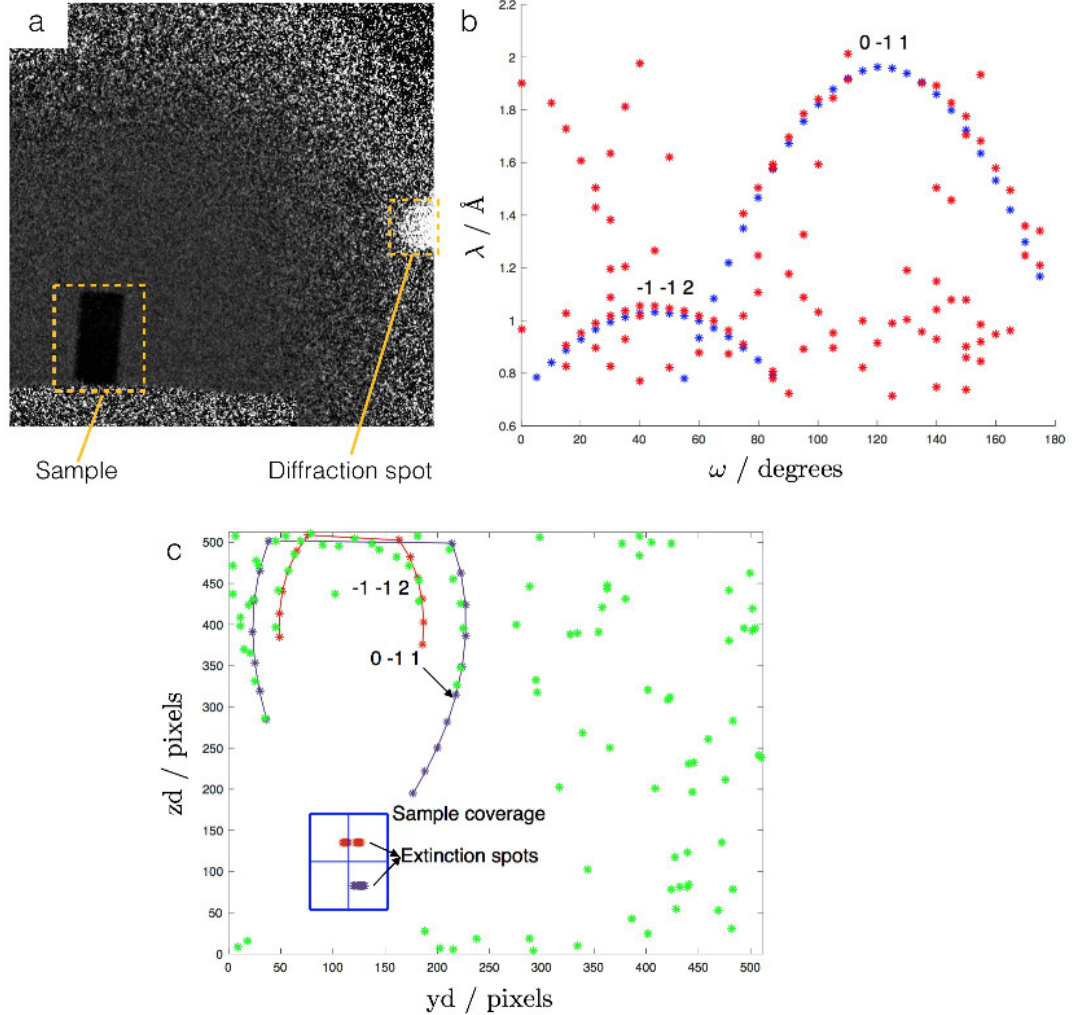 a
Sample
Diffraction spot
b
0 -1 1
-1 -1 2
2.2
2
1.8
1.6
1.4
1.2
1
0.8
0.6
0 20 40 60 80 100 120 140 160 180
λ / Å
ω / degrees
c
-1 -1 2
0 -1 1
Sample coverage
Extinction spots
500
450
400
350
300
250
200
150
100
50
0
0 50 100 150 200 250 300 350 400 450 500
zd / pixels
yd / pixels